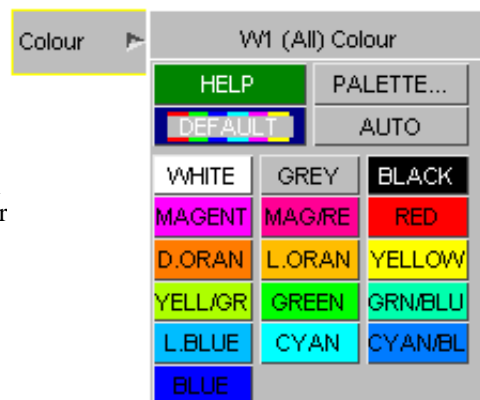 Colour W1 (All) Colour
HELP PALETTE...
DEFAULT AUTO
WHITE GREY BLACK
r
MAGENT MAG/RE RED
D.ORAN L.ORAN YELLOW
YELL/GR GREEN GRN/BLU
L.BLUE CYAN CYAN/BL
BLUE